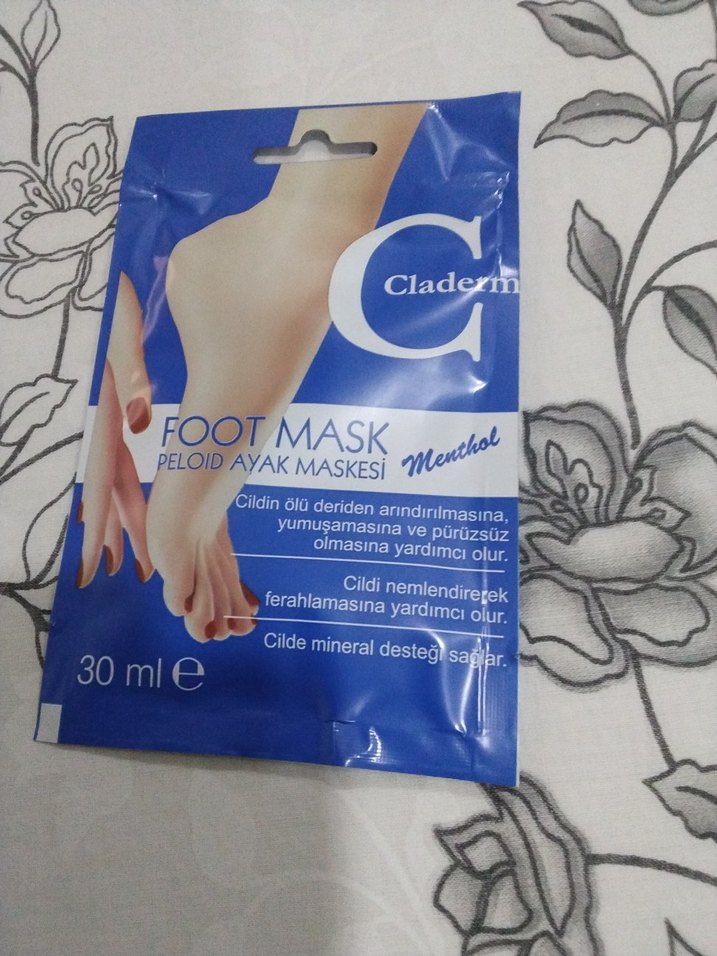 C
Claderm
FOOT MASK
PELOID AYAK MASKESİ Menthol
Cildin ölü deriden arındırılmasına,
yumuşamasına ve pürüzsüz
olmasına yardımcı olur.
Cildi nemlendirerek
ferahlamasına yardımcı olur.
Cilde mineral desteği sağlar.
30 ml ℮